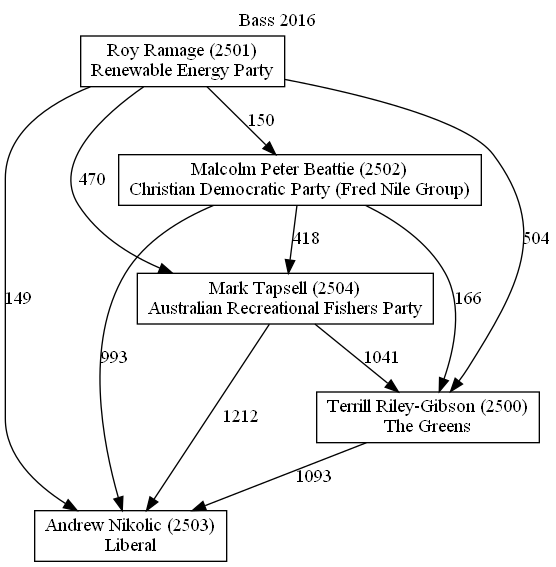 Bass 2016
Roy Ramage (2501)
Renewable Energy Party
150
Malcolm Peter Beattie (2502)
Christian Democratic Party (Fred Nile Group)
470
504
418
Mark Tapsell (2504)
Australian Recreational Fishers Party
149
166
993
1041
Terrill Riley-Gibson (2500)
The Greens
1212
1093
Andrew Nikolic (2503)
Liberal